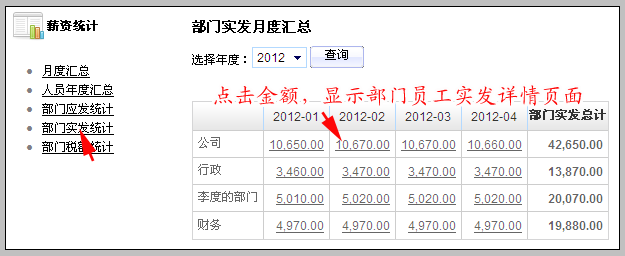 薪资统计
月度汇总
人员年度汇总
部门应发统计
部门实发统计
部门税额统计
部门实发月度汇总
选择年度： 2012 查询
点击金额，显示部门员工实发详情页面
2012-01 2012-02 2012-03 2012-04 部门实发总计
公司 10,650.00 10,670.00 10,670.00 10,660.00 42,650.00
行政 3,460.00 3,470.00 3,470.00 3,470.00 13,870.00
李度的部门 5,010.00 5,020.00 5,020.00 5,020.00 20,070.00
财务 4,970.00 4,970.00 4,970.00 4,970.00 19,880.00